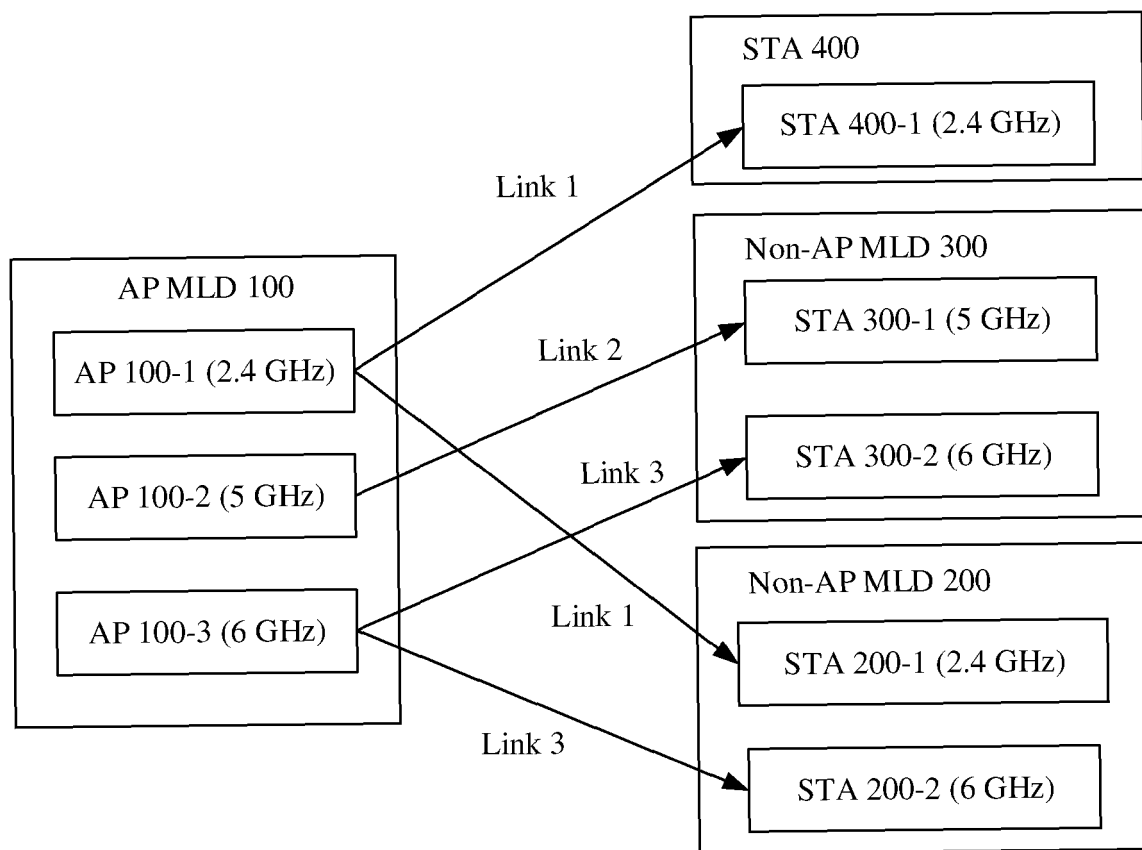 AP MLD 100
AP 100-1 (2.4 GHz)
AP 100-2 (5 GHz)
AP 100-3 (6 GHz)
Link 1
Link 2
Link 3
Link 1
Link 3
STA 400
STA 400-1 (2.4 GHz)
Non-AP MLD 300
STA 300-1 (5 GHz)
STA 300-2 (6 GHz)
Non-AP MLD 200
STA 200-1 (2.4 GHz)
STA 200-2 (6 GHz)